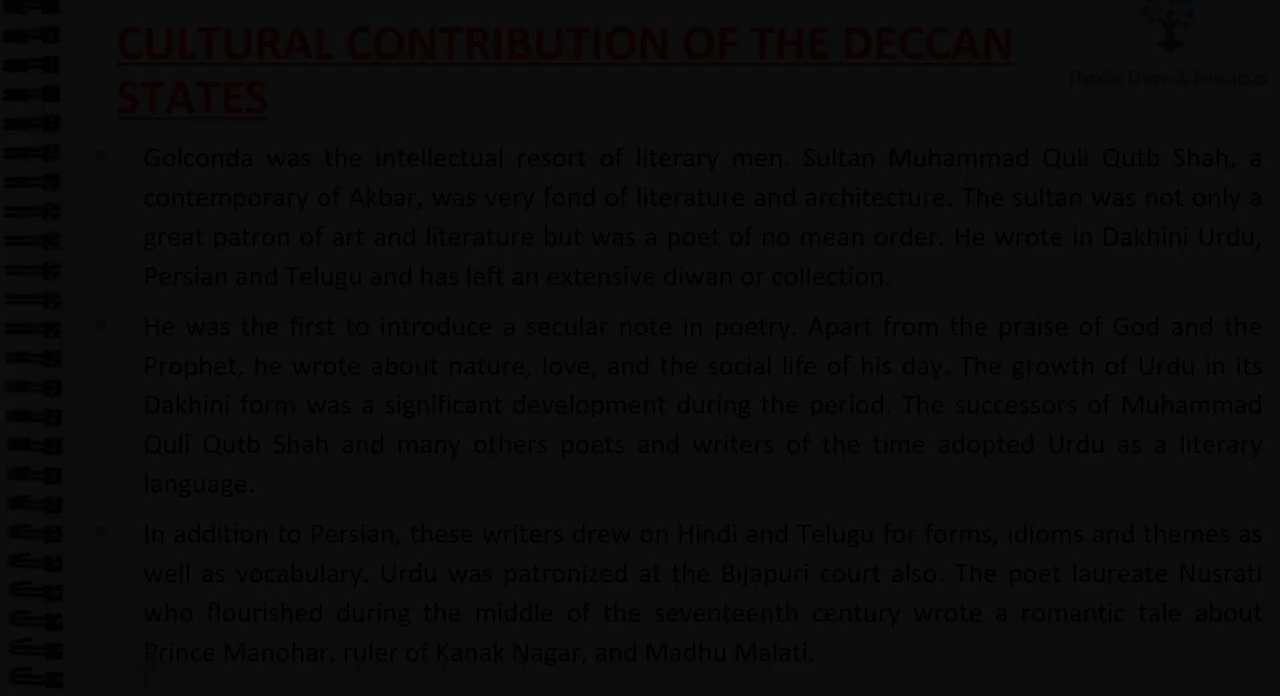 CULTURAL CONTRIBUTION OF THE DECCAN
STATES
Golconda was the intellectual resort of literary men. Sultan Muhammad Quli Qutb Shah, a
contemporary of Akbar, was very fond of literature and architecture. The sultan was not only a
great patron of art and literature but was a poet of no mean order. He wrote in Dakhini Urdu,
Persian and Telugu and has left an extensive diwan or collection.
He was the first to introduce a secular note in poetry. Apart from the praise of God and the
Prophet, he wrote about nature, love, and the social life of his day. The growth of Urdu in its
Dakhini form was a significant development during the period. The successors of Muhammad
Quli Qutb Shah and many others poets and writers of the time adopted Urdu as a literary
language.
In addition to Persian, these writers drew on Hindi and Telugu for forms, idioms and themes as
well as vocabulary. Urdu was patronized at the Bijapuri court also. The poet laureate Nusrati
who flourished during the middle of the seventeenth century wrote a romantic tale about
Prince Manohar, ruler of Kanak Nagar, and Madhu Malati.